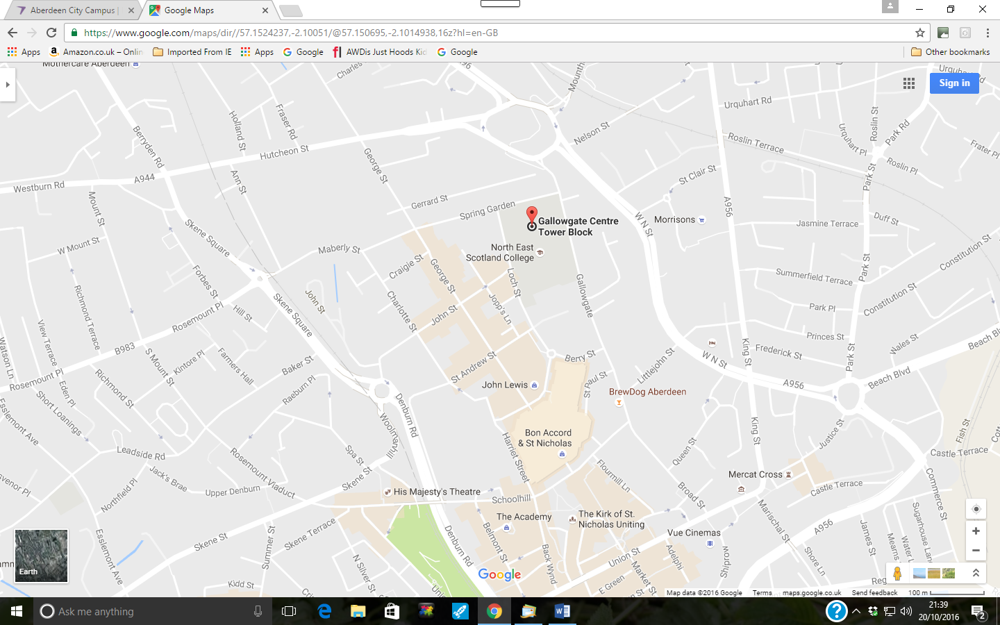 Aberdeen City Campus |
Google Maps
https://www.google.com/maps/dir//57.1524237,-2.10051/@57.150695,-2.1014938,16z?hl=en-GB
Apps
Amazon.co.uk – Onlin
Imported From IE
Apps
Google
AWDis Just Hoods Kid
Google
Other bookmarks
Mothercare Aberdeen
Charles
A96
Mounth
Urquhart
Sign in
Urquhart Rd
Holland St
Fraser Rd
Berryden Rd
Hutcheon St
Nelson St
Roslin Terrace
Urquhart Pl
Roslin St
Park Rd
Frater Pl
Roslin Pl
Westburn Rd
A944
Ann St
George St
St Clair St
Park St
Mount St
Gerrard St
Spring Garden
A956
Gallowgate Centre
Tower Block
Morrisons
W N St
Jasmine Terrace
Duff St
Skene Square
W Mount St
Maberly St
North East
Scotland College
Craigie St
George St
Loch St
Gallowgate
Constitution St
Park St
Summerfield Terrace
Forbes St
Richmond Terrace
Skene Square
John St
Charlotte St
John St
Jopp's Ln
Park Pl
Constitution St
Hill St
Rosemount Pl
View Terrace
Watson Ln
B983
Princes St
Wales St
Beach Blvd
S Mount St
Kintore Pl
Farmers Hall
Baker St
Berry St
Littlejohn St
W N St
King St
Frederick St
Park St
Rosemount Pl
Richmond St
Eden Pl
Raeburn Pl
St Andrew St
John Lewis
St Paul St
BrewDog Aberdeen
A956
Beach Blvd
Short Loanings
Esslemont Ave
Denburn Rd
Woolmanhill
Bon Accord
& St Nicholas
King St
Justice St
Fish St
Cott
Leadside Rd
Rosemount Viaduct
Spa St
Harriet Street
Queen St
Castle Terrace
Jack's Brae
Skene St
Flourmill Ln
Mercat Cross
Castle Terrace
Commerce St
svenor Pl
Northfield Pl
Upper Denburn
His Majesty's Theatre
Schoolhill
Broad St
Marischal St
The Academy
The Kirk of St.
Nicholas Uniting
Skene St
Skene Terrace
Summer St
Denburn Rd
Belmont St
Back Wynd
Union St
Vue Cinemas
A956
James St
Sugarhouse Ln
Esslemont Ave
Earth
N Silver St
Google
Market St
Adelphi
Shiprow
Shore Ln
Mearns
Water
Kidd St
E Green
Reg
Map data ©2016 Google
Terms
maps.google.co.uk
Send feedback
100 m
Ask me anything
21:39
20/10/2016
2